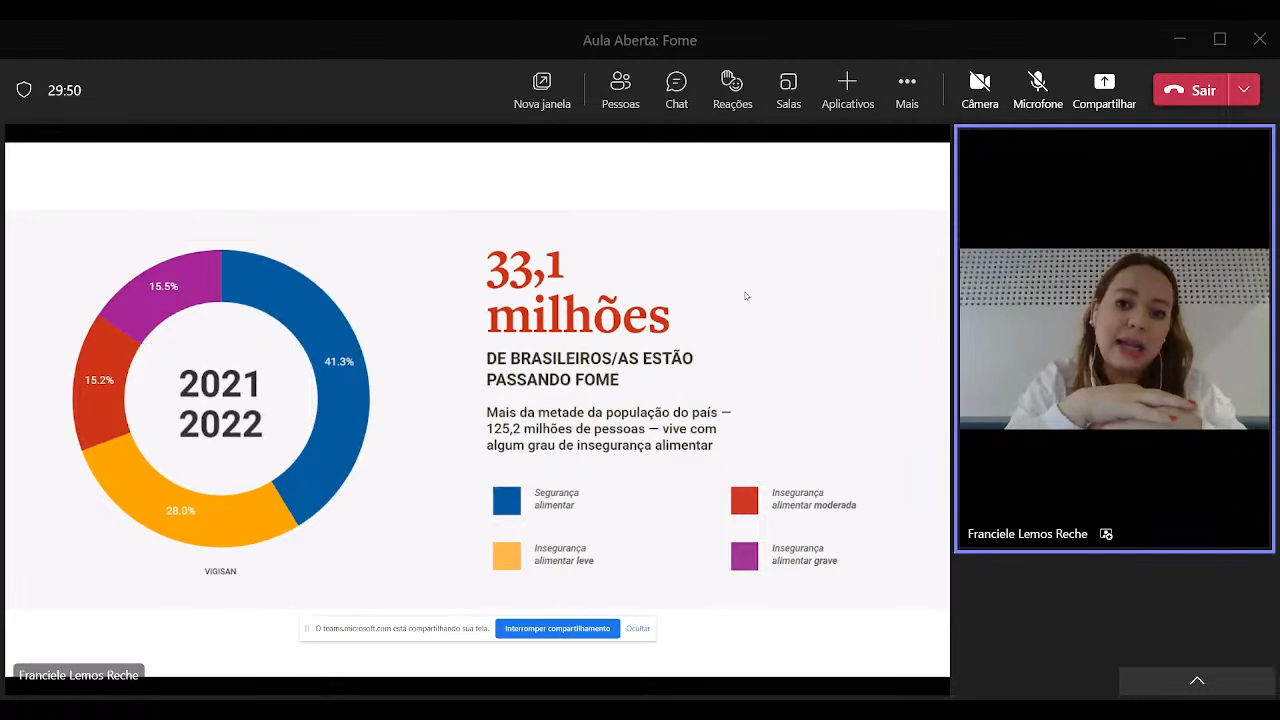 Aula Aberta: Fome
29:50
Nova janela
Pessoas
Chat
Reações
Salas
Aplicativos
Mais
Câmera
Microfone
Compartilhar
Sair
15.5%
41.3%
15.2%
28.0%
2021
2022
VIGISAN
33,1
milhões
DE BRASILEIROS/AS ESTÃO
PASSANDO FOME
Mais da metade da população do país —
125,2 milhões de pessoas — vive com
algum grau de insegurança alimentar
Segurança
alimentar
Insegurança
alimentar moderada
Insegurança
alimentar leve
Insegurança
alimentar grave
O teams.microsoft.com está compartilhando sua tela.
Interromper compartilhamento
Ocultar
Franciele Lemos Reche
Franciele Lemos Reche